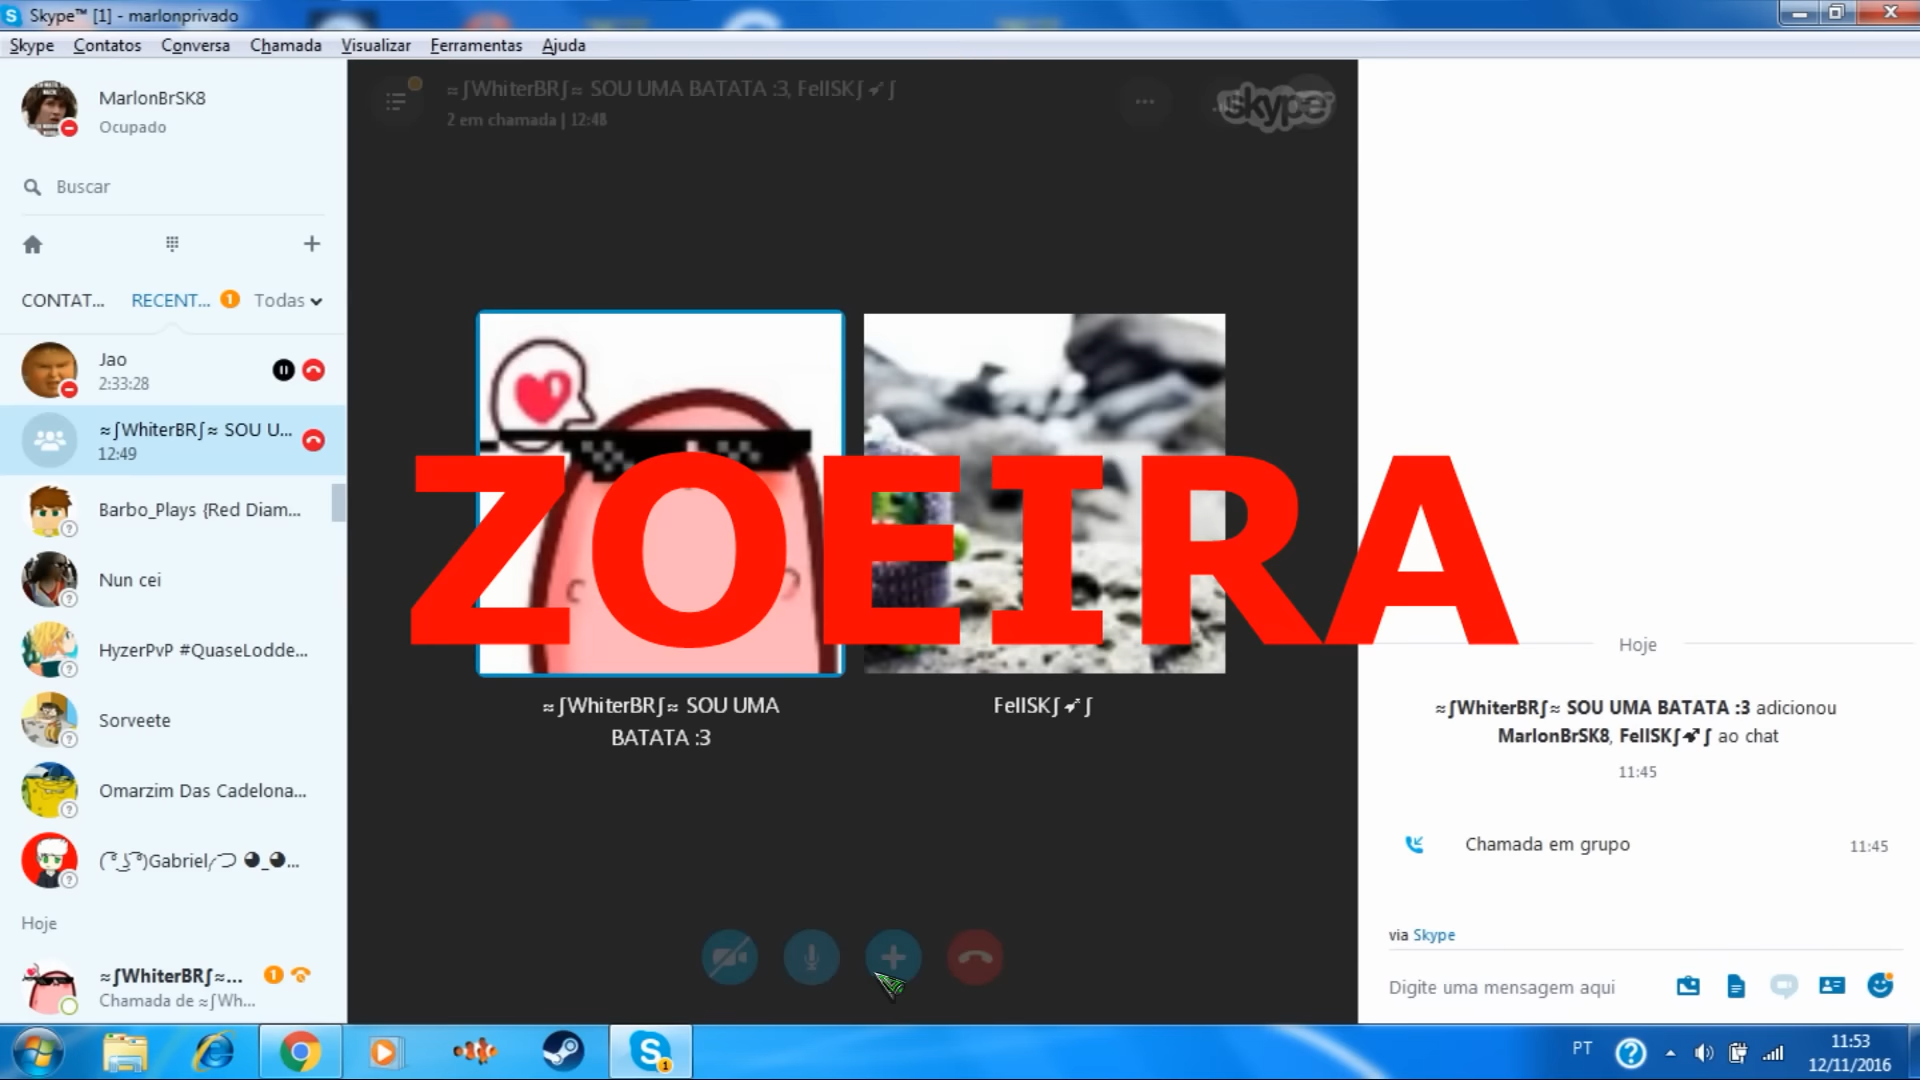 Skype™ [1] - marlonprivado
Skype Contatos Conversa Chamada Visualizar Ferramentas Ajuda
MarlonBrSK8
Ocupado
Buscar
CONTAT... RECENT... 1 Todas
Jao
2:33:28
≈ʃWhiterBRʃ≈ SOU U...
12:49
Barbo_Plays {Red Diam...
Nun cei
HyzerPvP #QuaseLodde...
Sorveete
Omarzim Das Cadelona...
Hoje
≈ʃWhiterBRʃ≈... 1
Chamada de ≈ʃWh...
≈ʃWhiterBRʃ≈ SOU UMA BATATA :3, FellSKʃ➶ʃ
2 em chamada | 12:48
skype
ZOEIRA
≈ʃWhiterBRʃ≈ SOU UMA
BATATA :3
FellSKʃ➶ʃ
Hoje
≈ʃWhiterBRʃ≈ SOU UMA BATATA :3 adicionou
MarlonBrSK8, FellSKʃ➶ʃ ao chat
11:45
Chamada em grupo 11:45
via Skype
Digite uma mensagem aqui
PT
11:53
12/11/2016